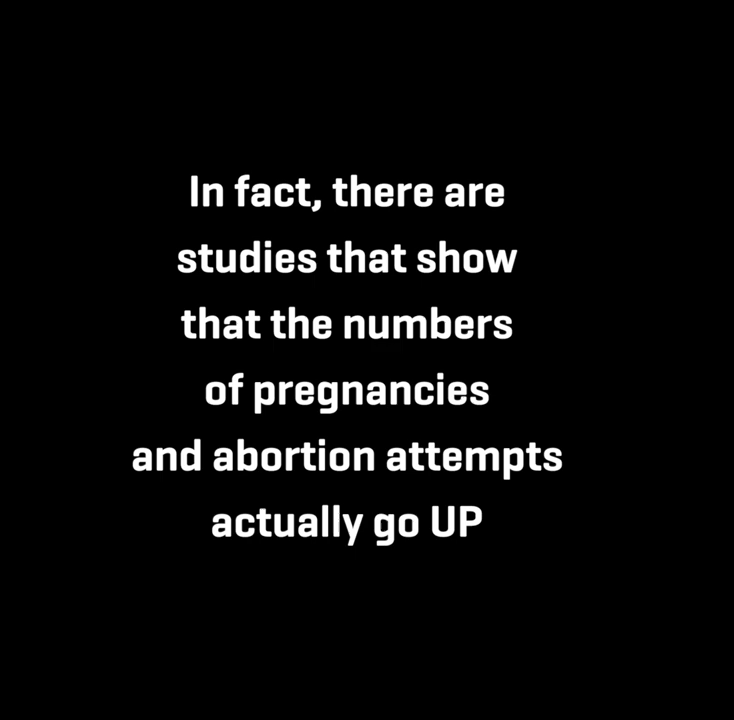 In fact, there are
studies that show
that the numbers
of pregnancies
and abortion attempts
actually go UP